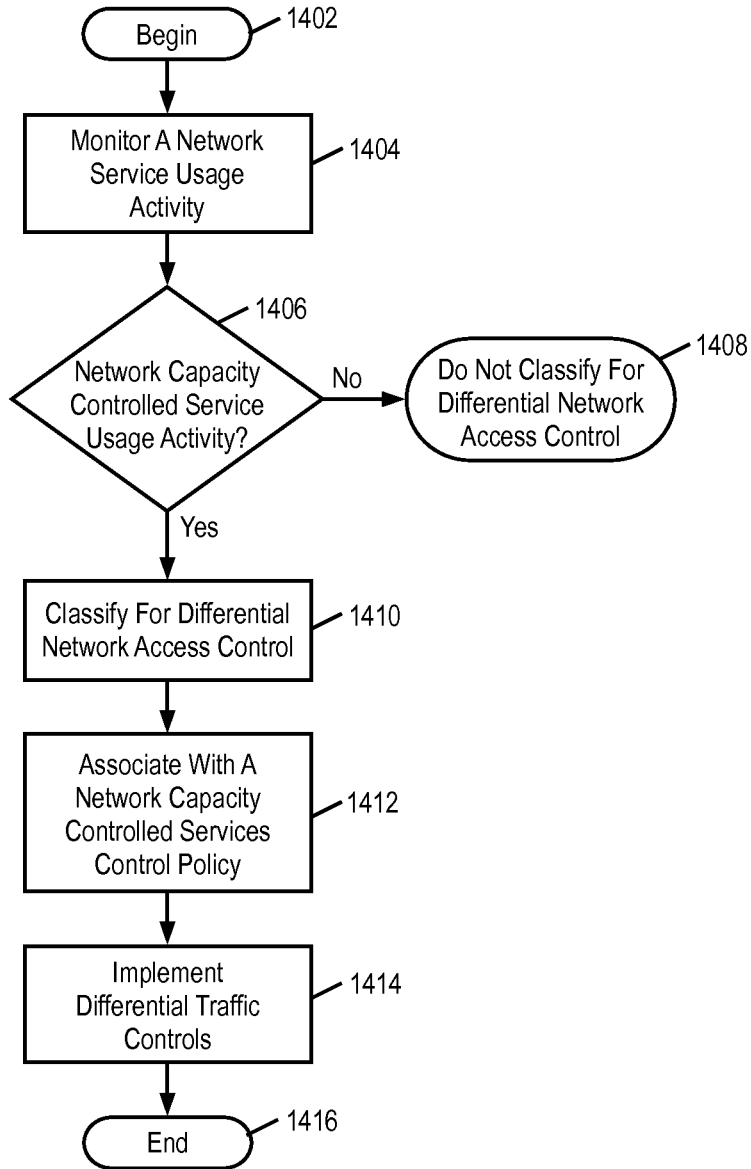 Begin
1402
Monitor A Network
Service Usage
Activity
1404
1406
Network Capacity
Controlled Service
Usage Activity?
No
Do Not Classify For
Differential Network
Access Control
1408
Yes
Classify For Differential
Network Access Control
1410
Associate With A
Network Capacity
Controlled Services
Control Policy
1412
Implement
Differential Traffic
Controls
1414
End
1416